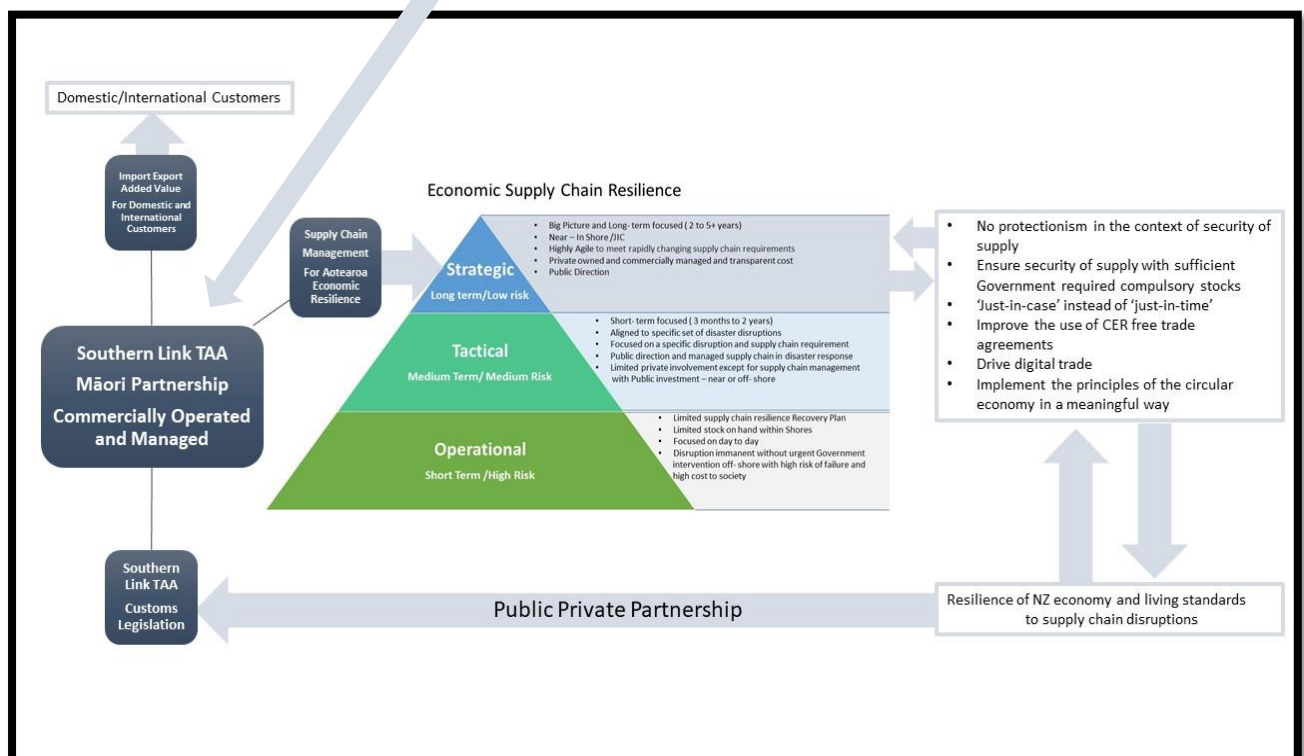 Domestic/International Customers
Import Export
Added Value
For Domestic and
International
Customers
Supply Chain
Management
For Aotearoa
Economic
Resilience
Southern Link TAA
Māori Partnership
Commercially Operated
and Managed
Southern
Link TAA
Customs
Legislation
Economic Supply Chain Resilience
Strategic
Long term/Low risk
• Big Picture and Long- term focused ( 2 to 5+ years)
• Near – In Shore /JIC
• Highly Agile to meet rapidly changing supply chain requirements
• Private owned and commercially managed and transparent cost
• Public Direction
Tactical
Medium Term/ Medium Risk
• Short- term focused ( 3 months to 2 years)
• Aligned to specific set of disaster disruptions
• Focused on a specific disruption and supply chain requirement
• Public direction and managed supply chain in disaster response
• Limited private involvement except for supply chain management
with Public investment – near or off- shore
Operational
Short Term /High Risk
• Limited supply chain resilience Recovery Plan
• Limited stock on hand within Shores
• Focused on day to day
• Disruption immanent without urgent Government
intervention off- shore with high risk of failure and
high cost to society
• No protectionism in the context of security of
supply
• Ensure security of supply with sufficient
Government required compulsory stocks
• ‘Just-in-case’ instead of ‘just-in-time’
• Improve the use of CER free trade
agreements
• Drive digital trade
• Implement the principles of the circular
economy in a meaningful way
Public Private Partnership
Resilience of NZ economy and living standards
to supply chain disruptions